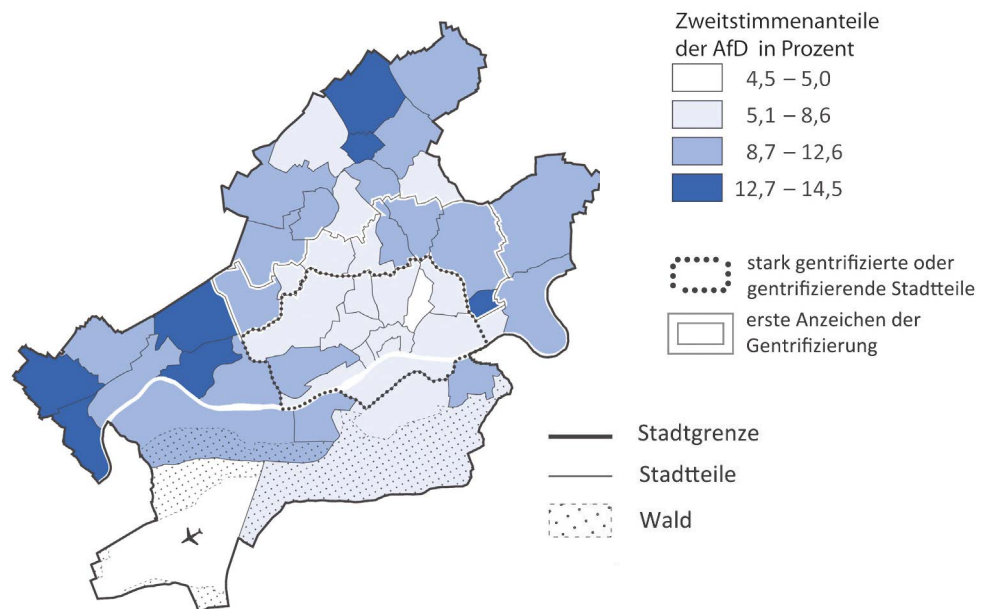 Zweitstimmenanteile
der AfD in Prozent
4,5 – 5,0
5,1 – 8,6
8,7 – 12,6
12,7 – 14,5
stark gentrifizierte oder
gentrifizierende Stadtteile
erste Anzeichen der
Gentrifizierung
Stadtgrenze
Stadtteile
Wald